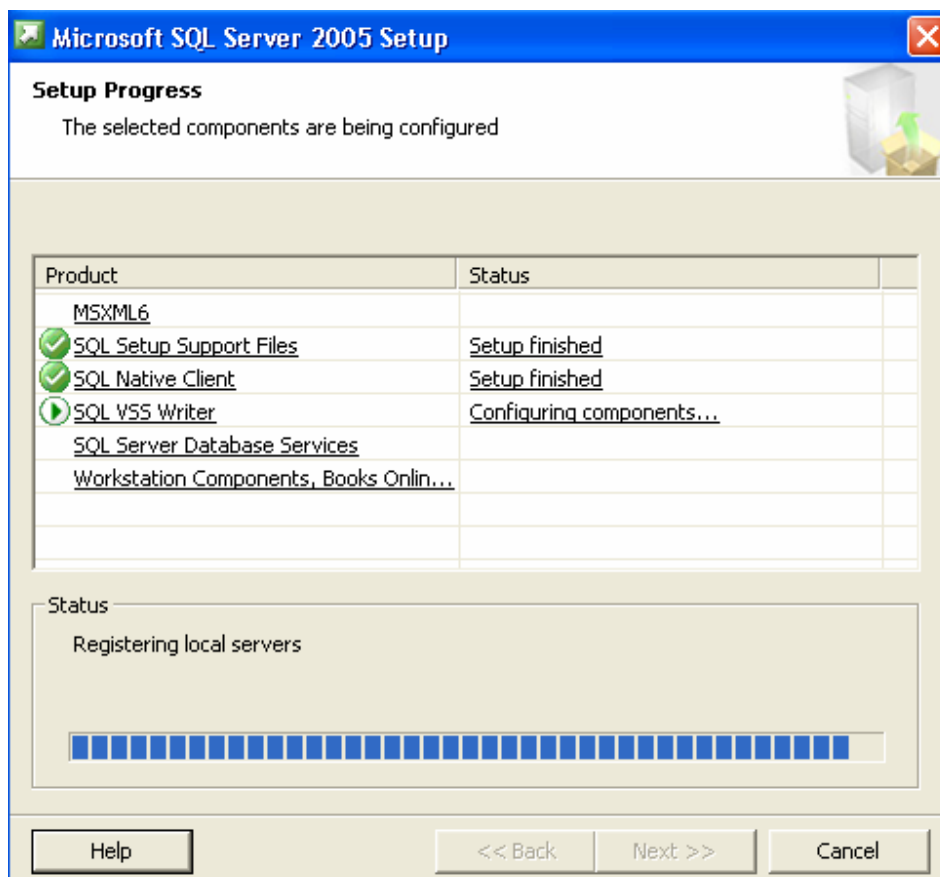 Microsoft SQL Server 2005 Setup
Setup Progress
The selected components are being configured
Product Status
MSXML6
SQL Setup Support Files Setup finished
SQL Native Client Setup finished
SQL VSS Writer Configuring components...
SQL Server Database Services
Workstation Components, Books Onlin...
Status
Registering local servers
Help << Back Next >> Cancel